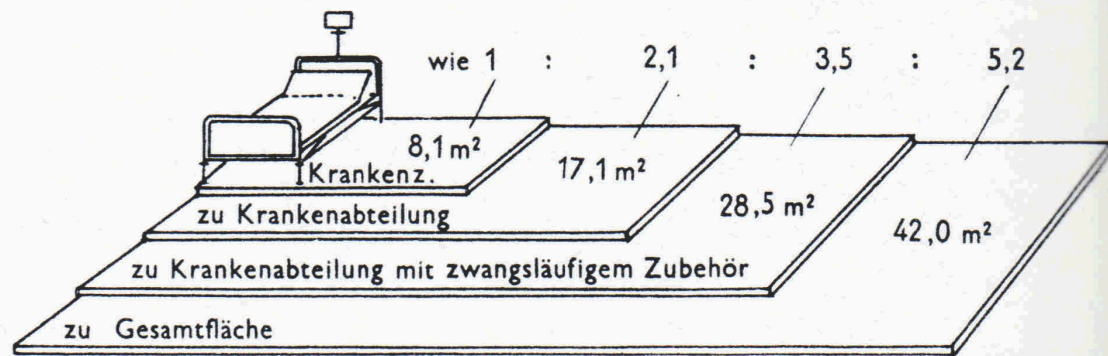 wie 1 : 2,1 : 3,5 : 5,2
8,1 m²
Krankenz.
17,1 m²
zu Krankenabteilung
28,5 m²
42,0 m²
zu Krankenabteilung mit zwangsläufigem Zubehör
zu Gesamtfläche